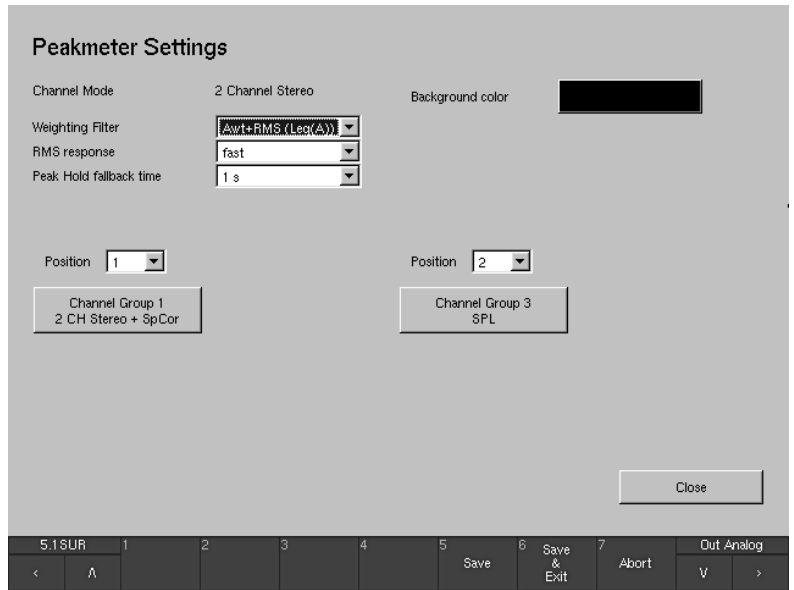 Peakmeter Settings
Channel Mode 2 Channel Stereo
Background color
Weighting Filter Awt+RMS (Leq(A))
RMS response fast
Peak Hold fallback time 1 s
Position 1
Position 2
Channel Group 1
2 CH Stereo + SpCor
Channel Group 3
SPL
Close
5.1SUR 1 2 3 4 5 6 7 Out Analog
Save
Save
&
Exit
Abort
< Λ V >